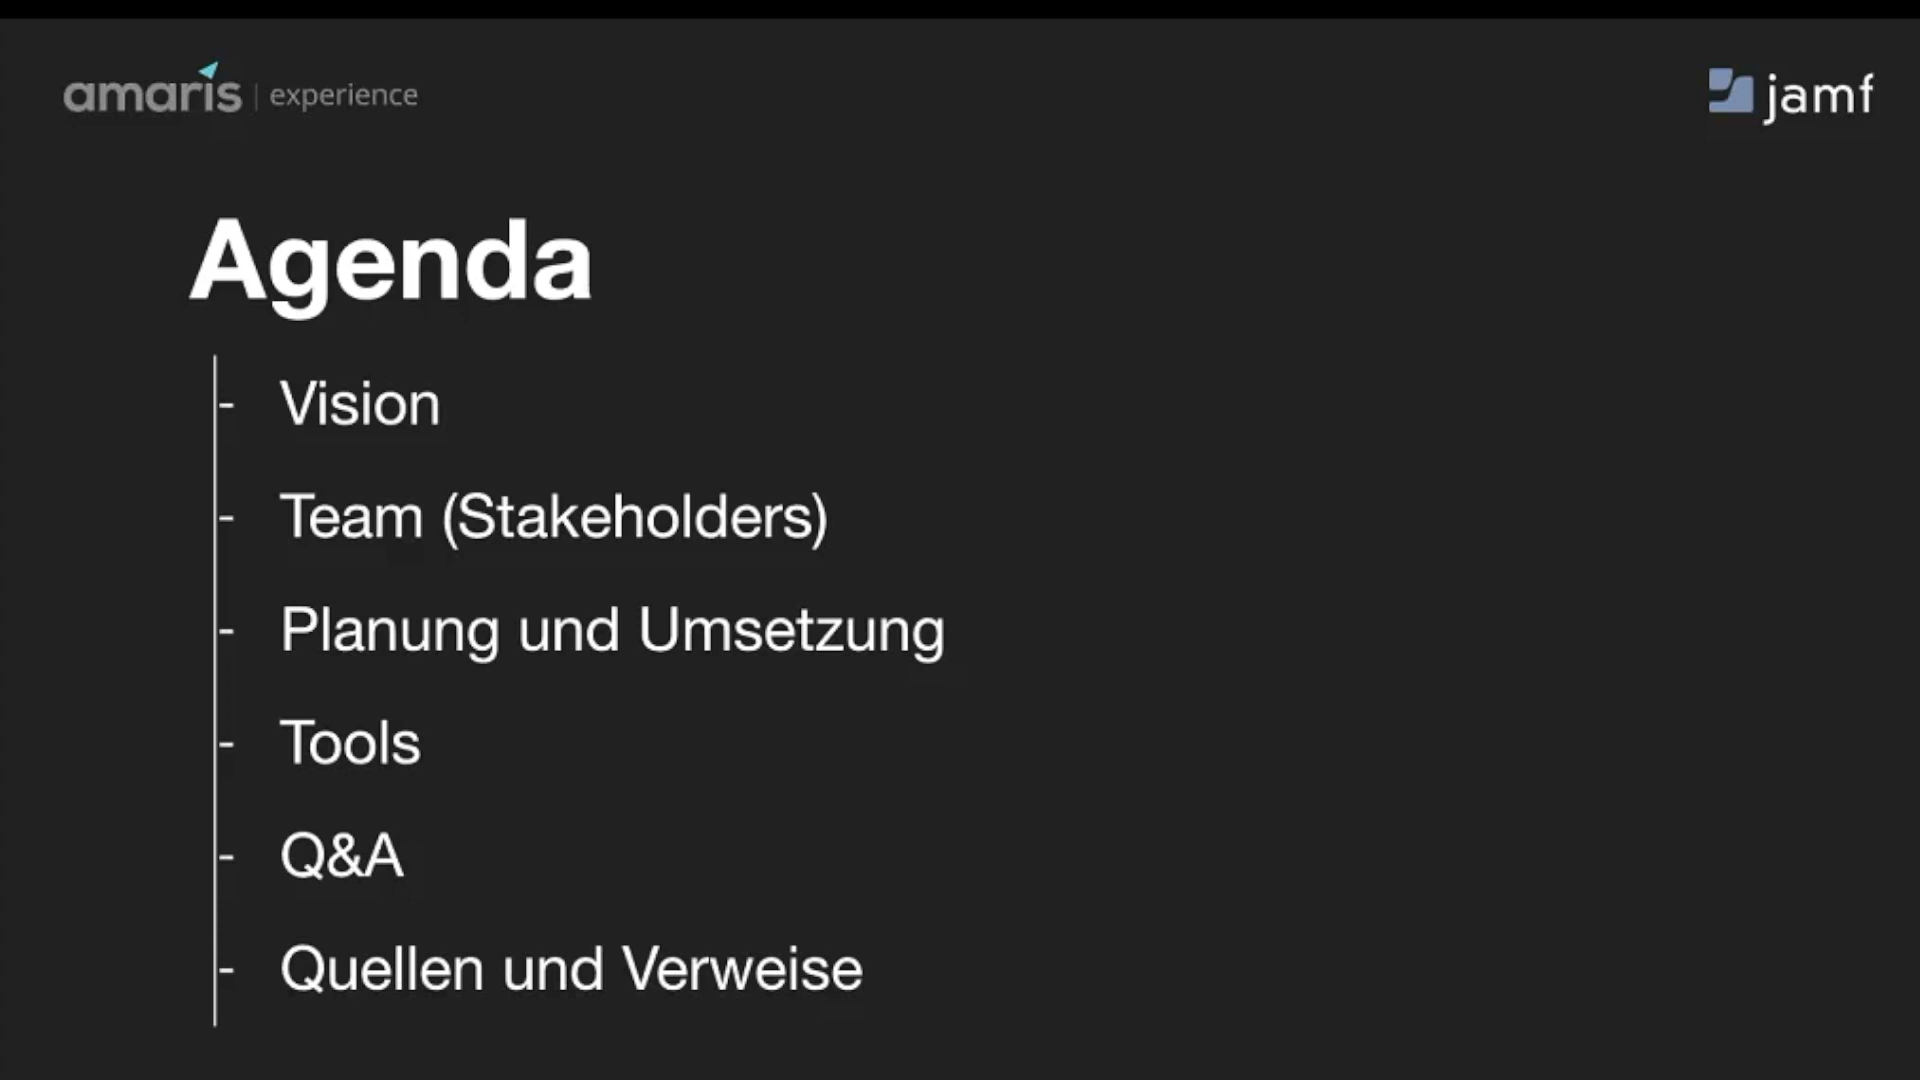 amaris | experience
jamf
Agenda
- Vision
- Team (Stakeholders)
- Planung und Umsetzung
- Tools
- Q&A
- Quellen und Verweise